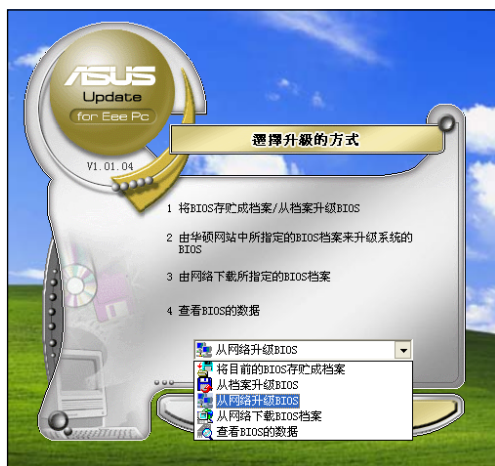 ASUS
Update
for Eee Pc
V1.01.04
選擇升級的方式
1 将BIOS存贮成档案/从档案升级BIOS
2 由华硕网站中所指定的BIOS档案来升级系统的
BIOS
3 由网络下载所指定的BIOS档案
4 查看BIOS的数据
从网络升级BIOS
将目前的BIOS存贮成档案
从档案升级BIOS
从网络升级BIOS
从网络下载BIOS档案
查看BIOS的数据